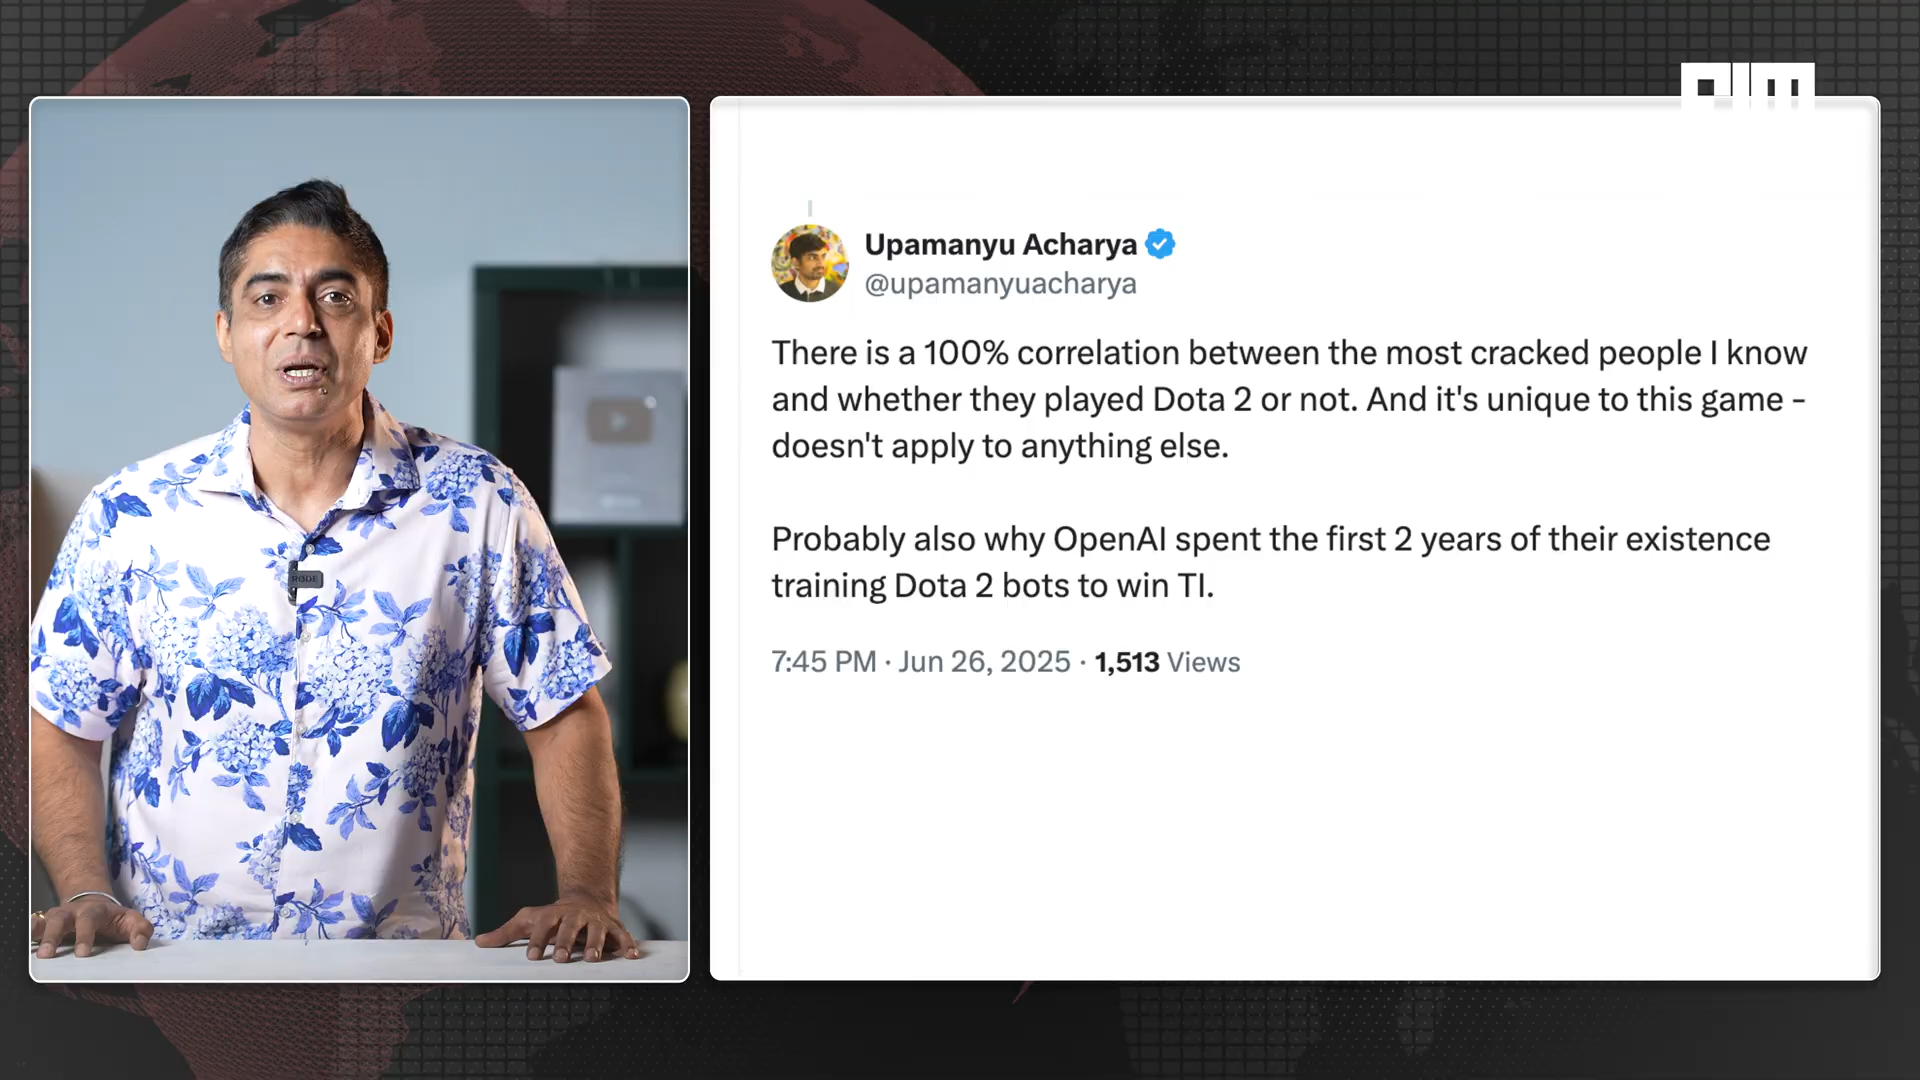 AIM
Upamanyu Acharya
@upamanyuacharya
There is a 100% correlation between the most cracked people I know
and whether they played Dota 2 or not. And it's unique to this game -
doesn't apply to anything else.
Probably also why OpenAI spent the first 2 years of their existence
training Dota 2 bots to win TI.
7:45 PM · Jun 26, 2025 · 1,513 Views
RØDE